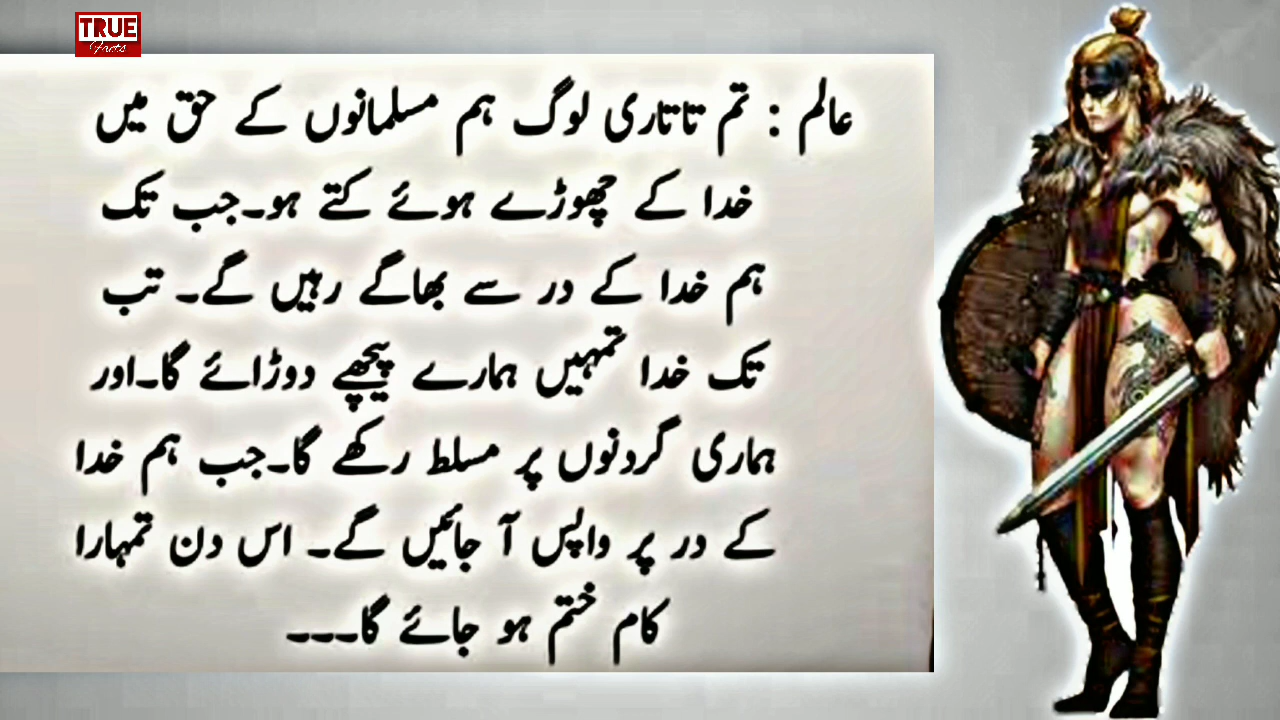 TRUE
Facts
عالم : تم تاتاری لوگ ہم مسلمانوں کے حق میں
خدا کے چھوڑے ہوئے کتے ہو۔جب تک
ہم خدا کے در سے بھاگے رہیں گے۔ تب
تک خدا تمہیں ہمارے پیچھے دوڑائے گا۔اور
ہماری گردنوں پر مسلط رکھے گا۔جب ہم خدا
کے در پر واپس آ جائیں گے۔ اس دن تمہارا
کام ختم ہو جائے گا۔۔۔